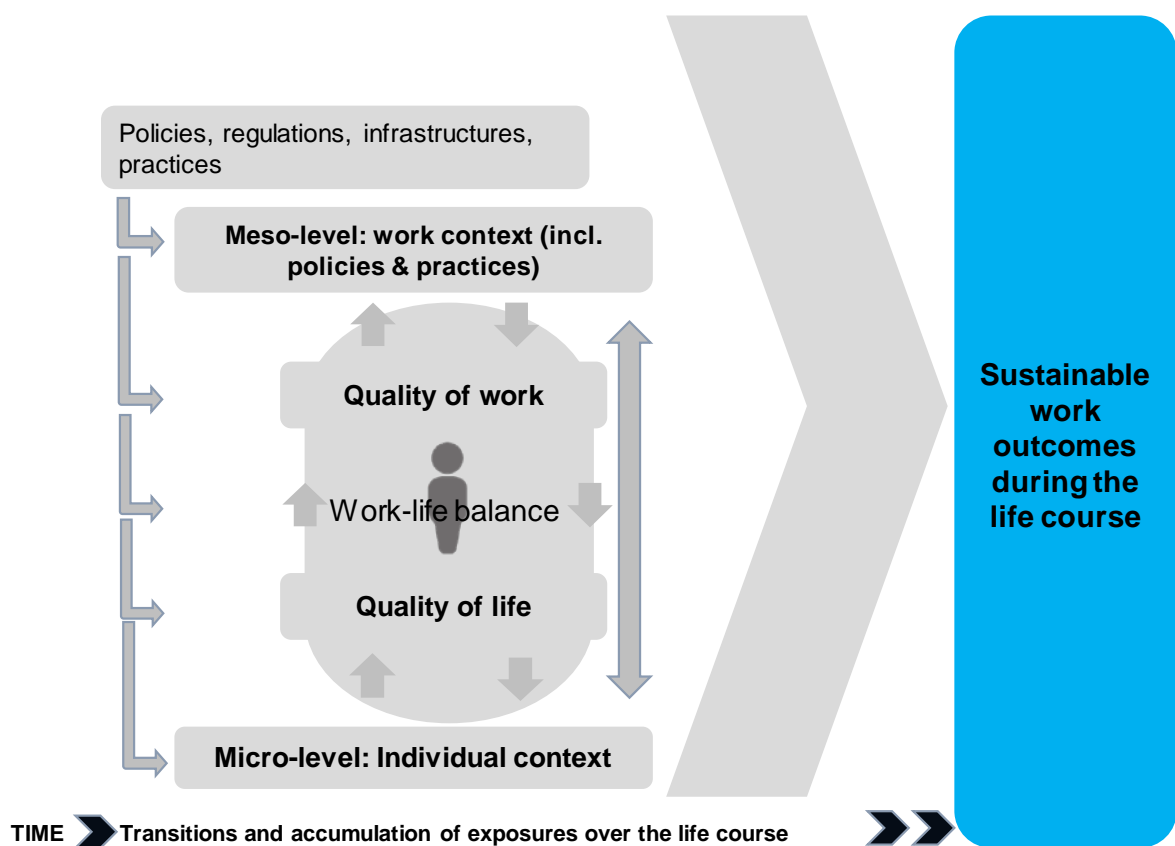 Policies, regulations, infrastructures,
practices
Meso-level: work context (incl.
policies & practices)
Quality of work
Work-life balance
Quality of life
Micro-level: Individual context
Sustainable
work
outcomes
during the
life course
TIME Transitions and accumulation of exposures over the life course